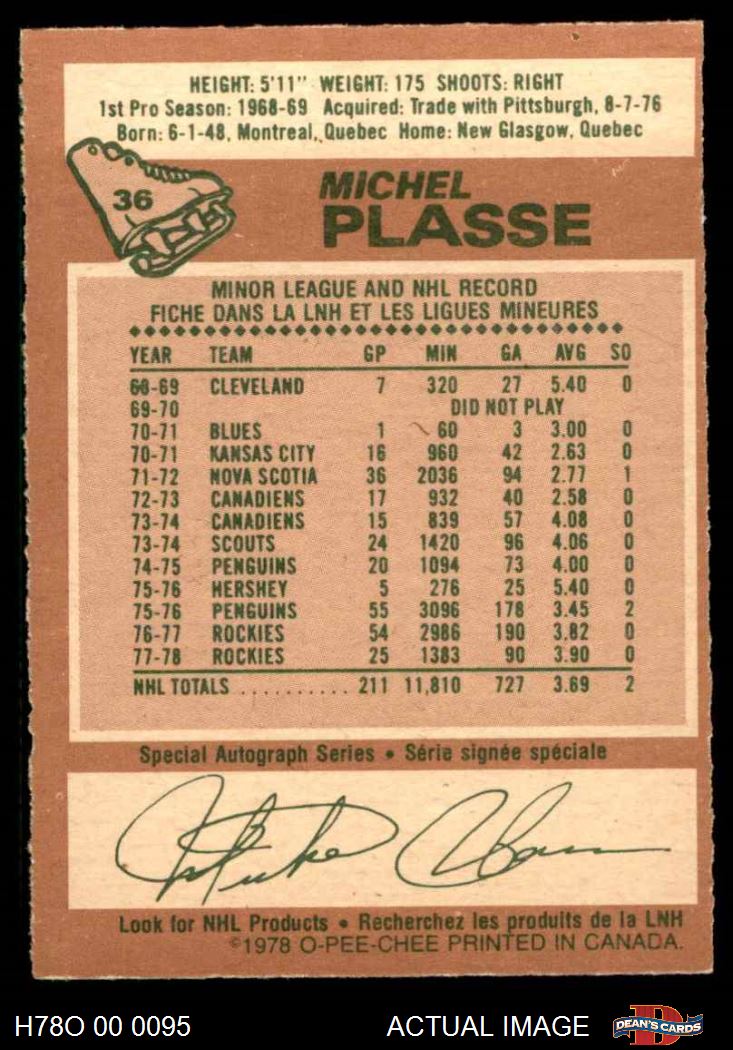 HEIGHT: 5'11" WEIGHT: 175 SHOOTS: RIGHT
1st Pro Season: 1968-69 Acquired: Trade with Pittsburgh, 8-7-76
Born: 6-1-48, Montreal, Quebec Home: New Glasgow, Quebec
36
MICHEL
PLASSE
MINOR LEAGUE AND NHL RECORD
FICHE DANS LA LNH ET LES LIGUES MINEURES
YEAR TEAM GP MIN GA AVG SO
68-69 CLEVELAND 7 320 27 5.40 0
69-70 DID NOT PLAY
70-71 BLUES 1 60 3 3.00 0
70-71 KANSAS CITY 16 960 42 2.63 0
71-72 NOVA SCOTIA 36 2036 94 2.77 1
72-73 CANADIENS 17 932 40 2.58 0
73-74 CANADIENS 15 839 57 4.08 0
73-74 SCOUTS 24 1420 96 4.06 0
74-75 PENGUINS 20 1094 73 4.00 0
75-76 HERSHEY 5 276 25 5.40 0
75-76 PENGUINS 55 3096 178 3.45 2
76-77 ROCKIES 54 2986 190 3.82 0
77-78 ROCKIES 25 1383 90 3.90 0
NHL TOTALS .......... 211 11,810 727 3.69 2
Special Autograph Series • Série signée spéciale
Look for NHL Products • Recherchez les produits de la LNH
©1978 O-PEE-CHEE PRINTED IN CANADA.
H78O 00 0095 ACTUAL IMAGE D DEAN'S CARDS